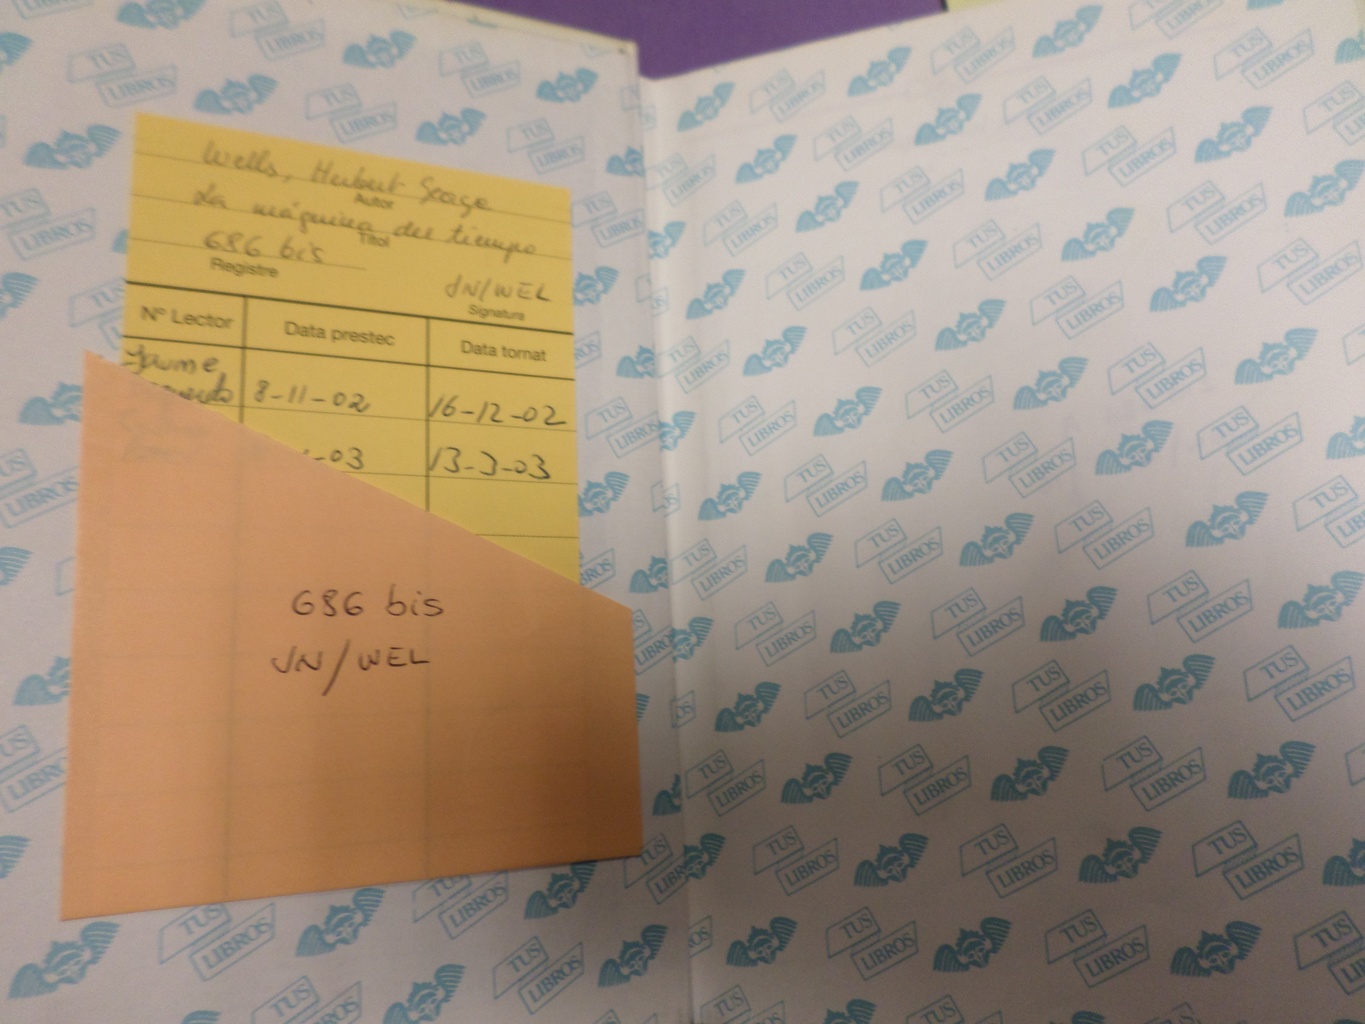 Wells, Herbert George
Autor
La máquina del tiempo
Títol
686 bis
Registre
JN/WEL
Signatura
Nº Lector Data prestec Data tornat
Jaume
8-11-02 16-12-02
-03 13-3-03
686 bis
JN/WEL
TUS
LIBROS